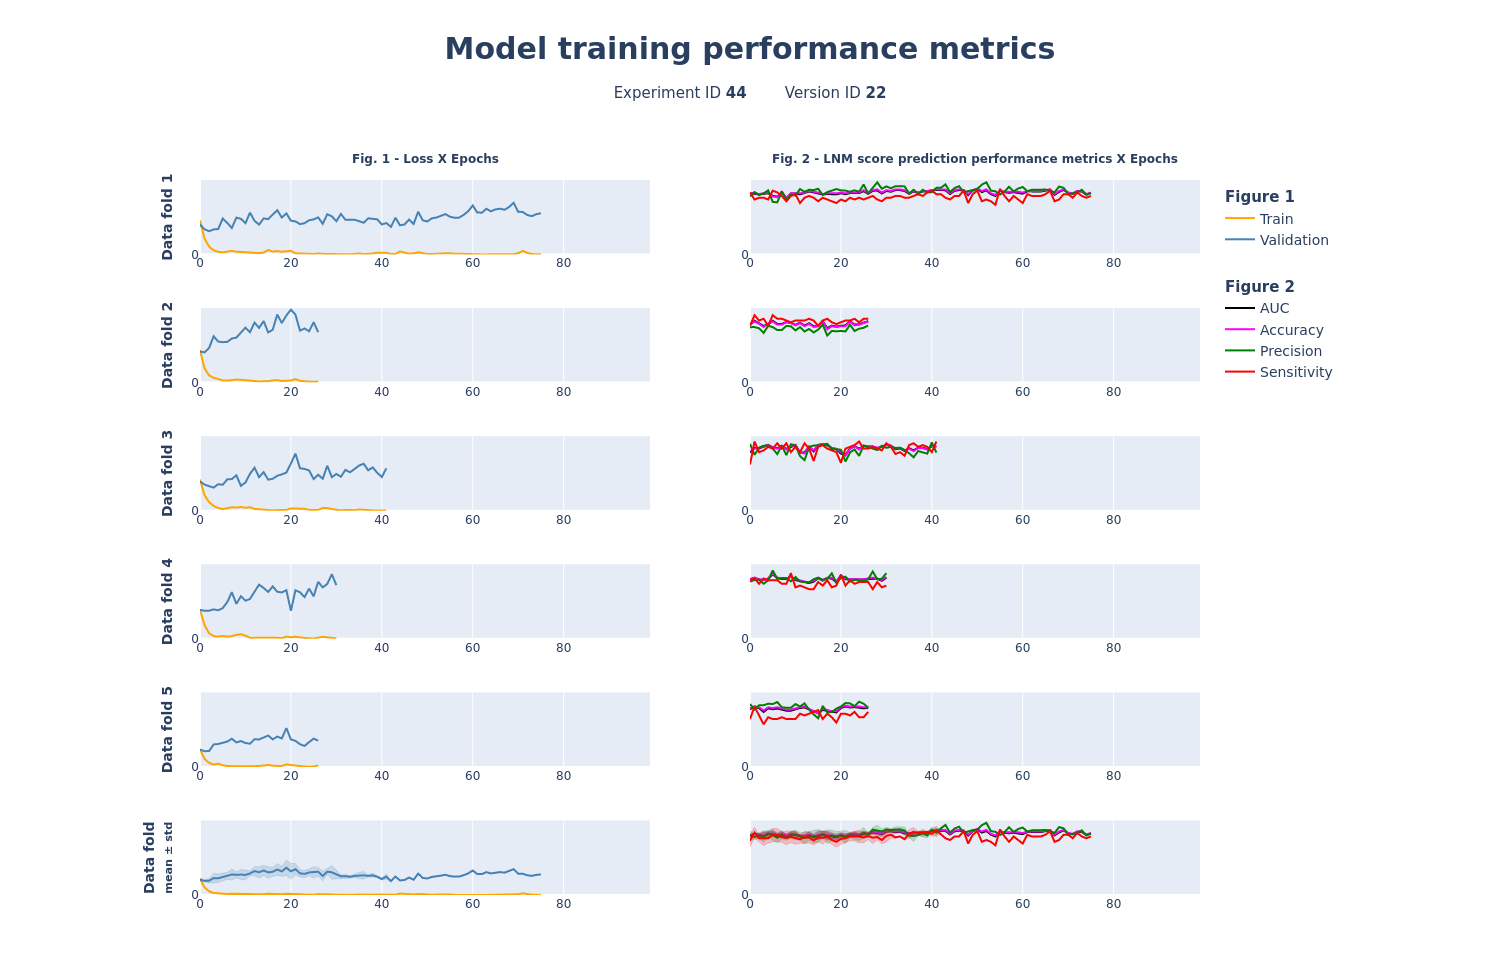 Model training performance metrics
Experiment ID 44 Version ID 22
Fig. 1 - Loss X Epochs
Fig. 2 - LNM score prediction performance metrics X Epochs
Data fold 1
0
0 20 40 60 80
0
0 20 40 60 80
Figure 1
Train
Validation
Figure 2
AUC
Accuracy
Precision
Sensitivity
Data fold 2
0
0 20 40 60 80
0
0 20 40 60 80
Data fold 3
0
0 20 40 60 80
0
0 20 40 60 80
Data fold 4
0
0 20 40 60 80
0
0 20 40 60 80
Data fold 5
0
0 20 40 60 80
0
0 20 40 60 80
Data fold
mean ± std
0
0 20 40 60 80
0
0 20 40 60 80